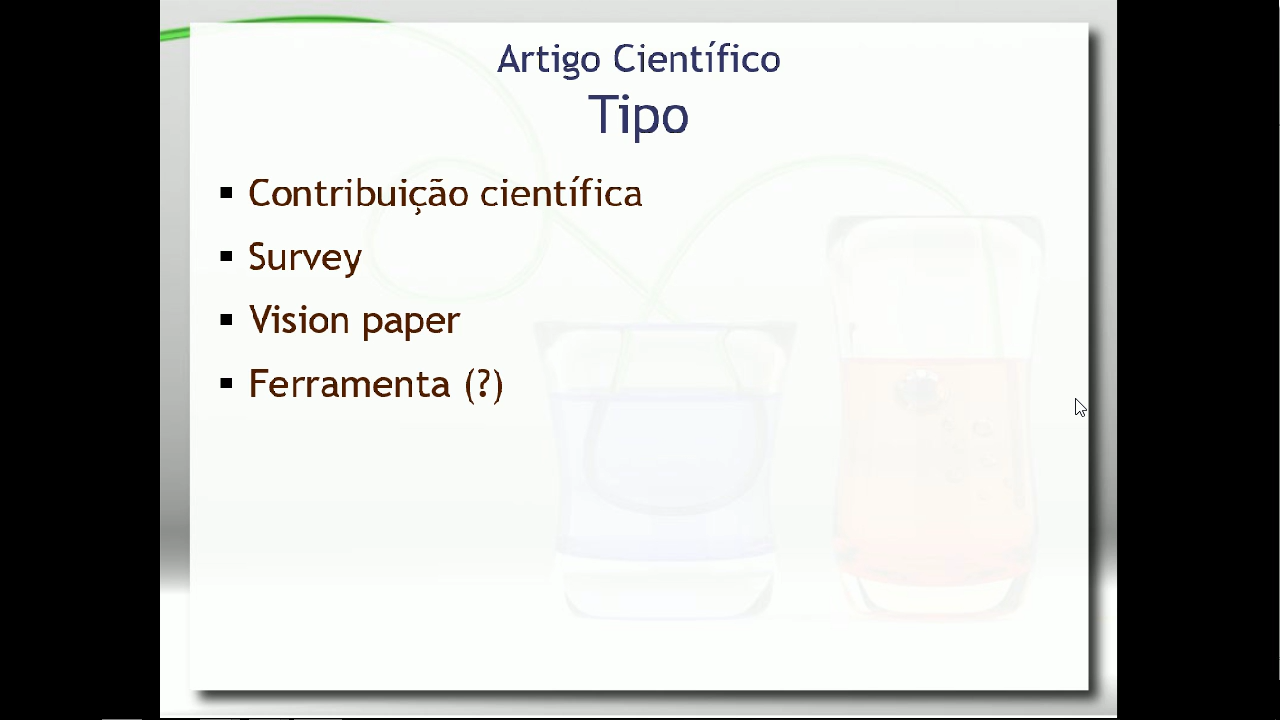 Artigo Científico
Tipo
▪ Contribuição científica
▪ Survey
▪ Vision paper
▪ Ferramenta (?)